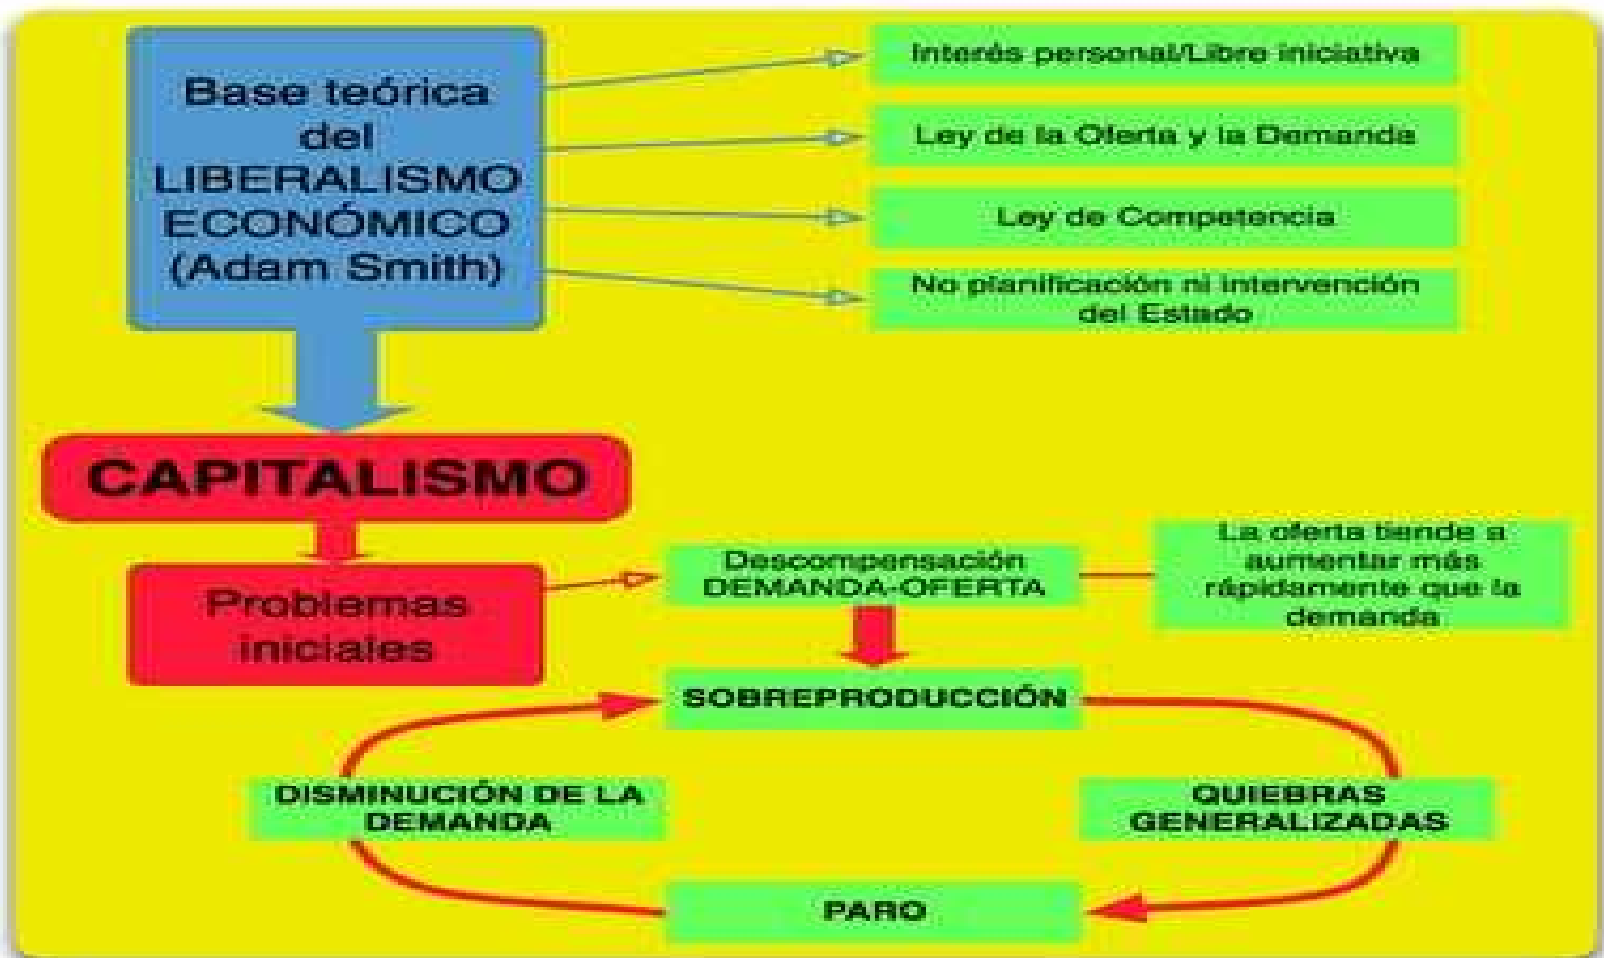 Base teórica
del
LIBERALISMO
ECONÓMICO
(Adam Smith)
Interés personal/Libre iniciativa
Ley de la Oferta y la Demanda
Ley de Competencia
No planificación ni intervención
del Estado
CAPITALISMO
Problemas
iniciales
Descompensación
DEMANDA-OFERTA
La oferta tiende a
aumentar más
rápidamente que la
demanda
SOBREPRODUCCIÓN
QUIEBRAS
GENERALIZADAS
PARO
DISMINUCIÓN DE LA
DEMANDA